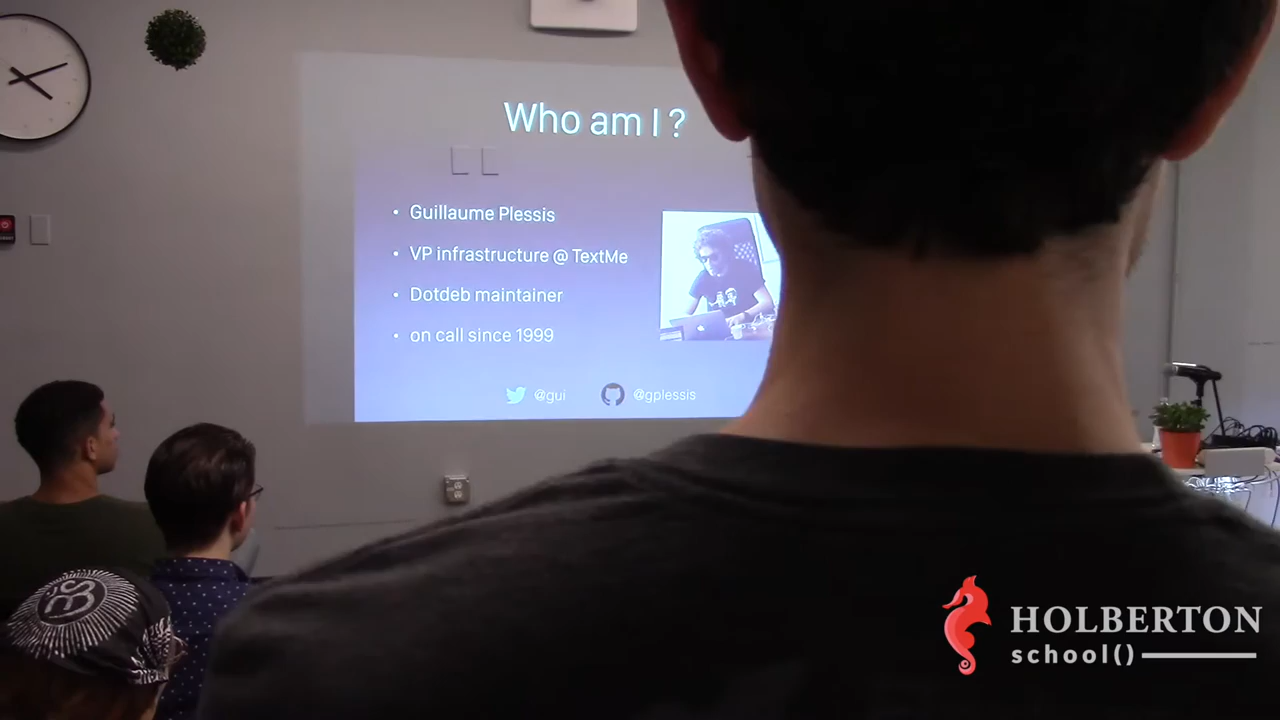 Who am I ?
• Guillaume Plessis
• VP infrastructure @ TextMe
• Dotdeb maintainer
• on call since 1999
@gui @gplessis
HOLBERTON
school()